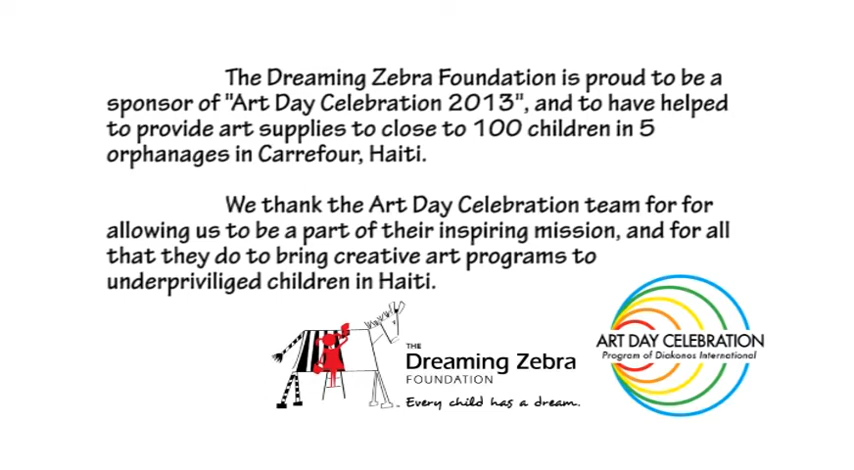 The Dreaming Zebra Foundation is proud to be a
sponsor of "Art Day Celebration 2013", and to have helped
to provide art supplies to close to 100 children in 5
orphanages in Carrefour, Haiti.
We thank the Art Day Celebration team for for
allowing us to be a part of their inspiring mission, and for all
that they do to bring creative art programs to
underpriviliged children in Haiti.
THE
Dreaming Zebra
FOUNDATION
Every child has a dream.
ART DAY CELEBRATION
Program of Diakonos International